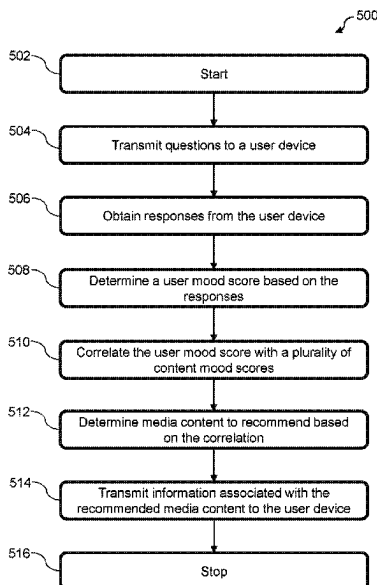 500
502
Start
504
Transmit questions to a user device
506
Obtain responses from the user device
508
Determine a user mood score based on the
responses
510
Correlate the user mood score with a plurality of
content mood scores
512
Determine media content to recommend based
on the correlation
514
Transmit information associated with the
recommended media content to the user device
516
Stop